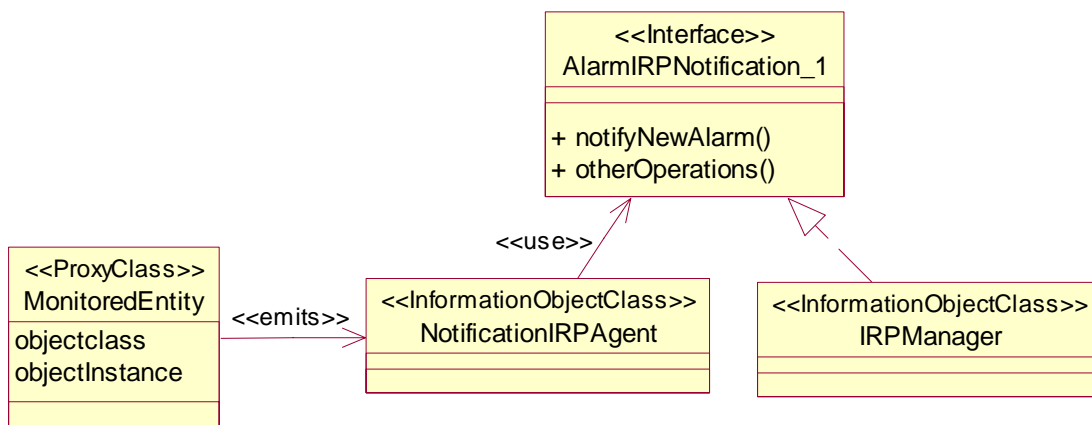 <<Interface>>
AlarmIRPNotification_1
+ notifyNewAlarm()
+ otherOperations()
<<use>>
<<ProxyClass>>
MonitoredEntity
objectclass
objectInstance
<<emits>>
<<InformationObjectClass>>
NotificationIRPAgent
<<InformationObjectClass>>
IRPManager